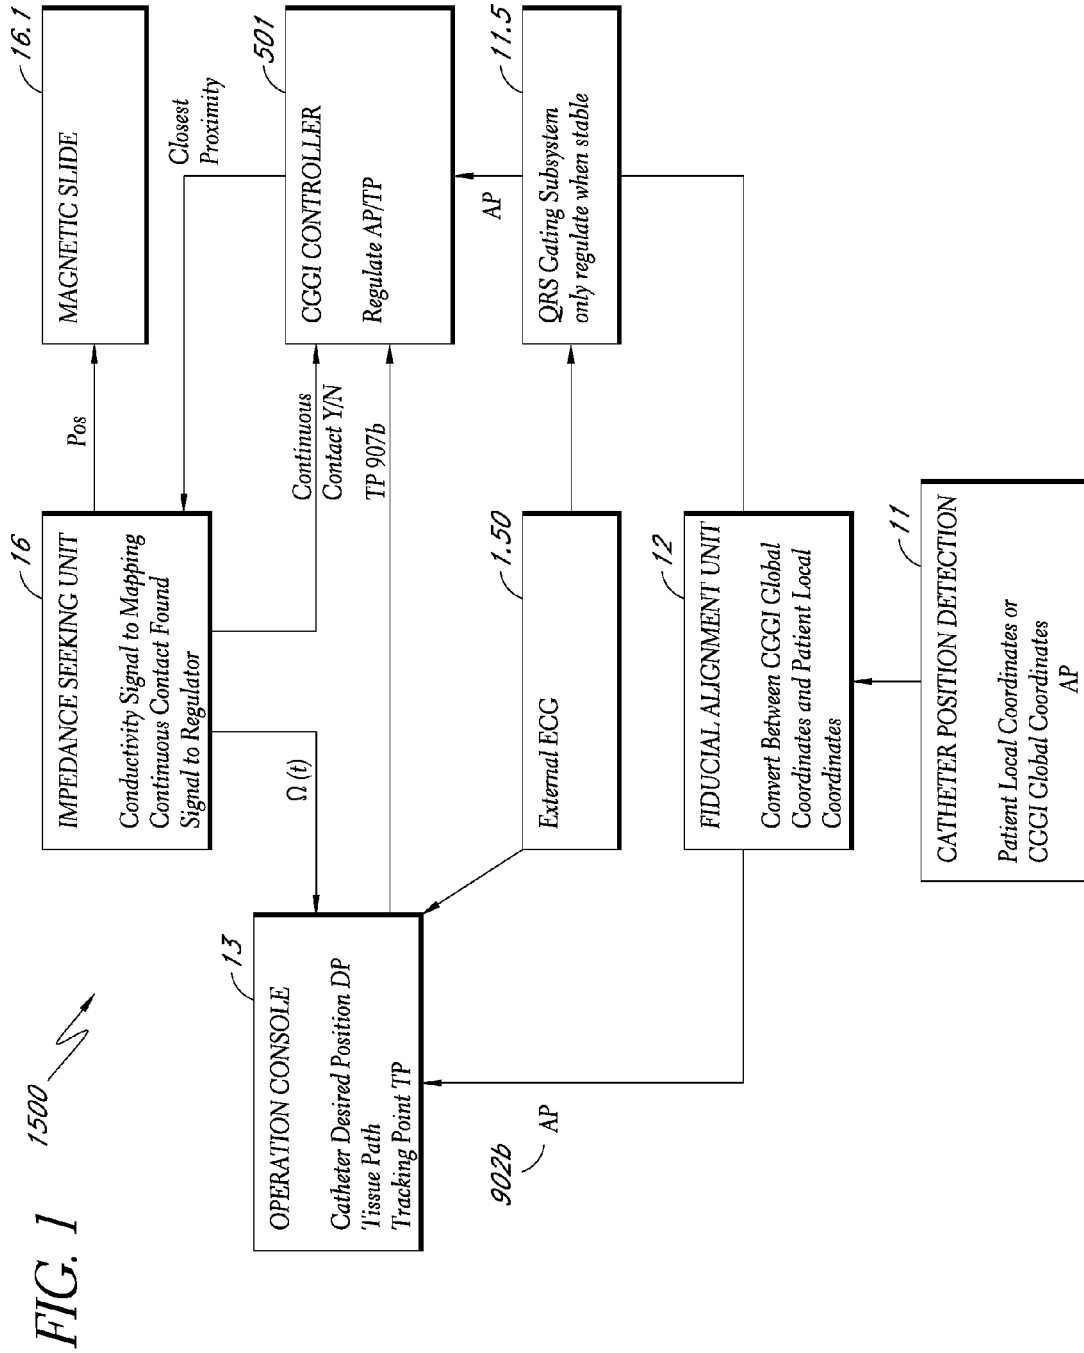 FIG. 1
1500
13
OPERATION CONSOLE
Catheter Desired Position DP
Tissue Path
Tracking Point TP
902b
AP
16
IMPEDANCE SEEKING UNIT
Conductivity Signal to Mapping
Continuous Contact Found
Signal to Regulator
Ω (t)
Pos
16.1
MAGNETIC SLIDE
Closest
Proximity
501
CGGI CONTROLLER
Regulate AP/TP
Continuous
Contact Y/N
TP 907b
AP
11.5
QRS Gating Subsystem
only regulate when stable
1.50
External ECG
12
FIDUCIAL ALIGNMENT UNIT
Convert Between CGGI Global
Coordinates and Patient Local
Coordinates
11
CATHETER POSITION DETECTION
Patient Local Coordinates or
CGGI Global Coordinates
AP